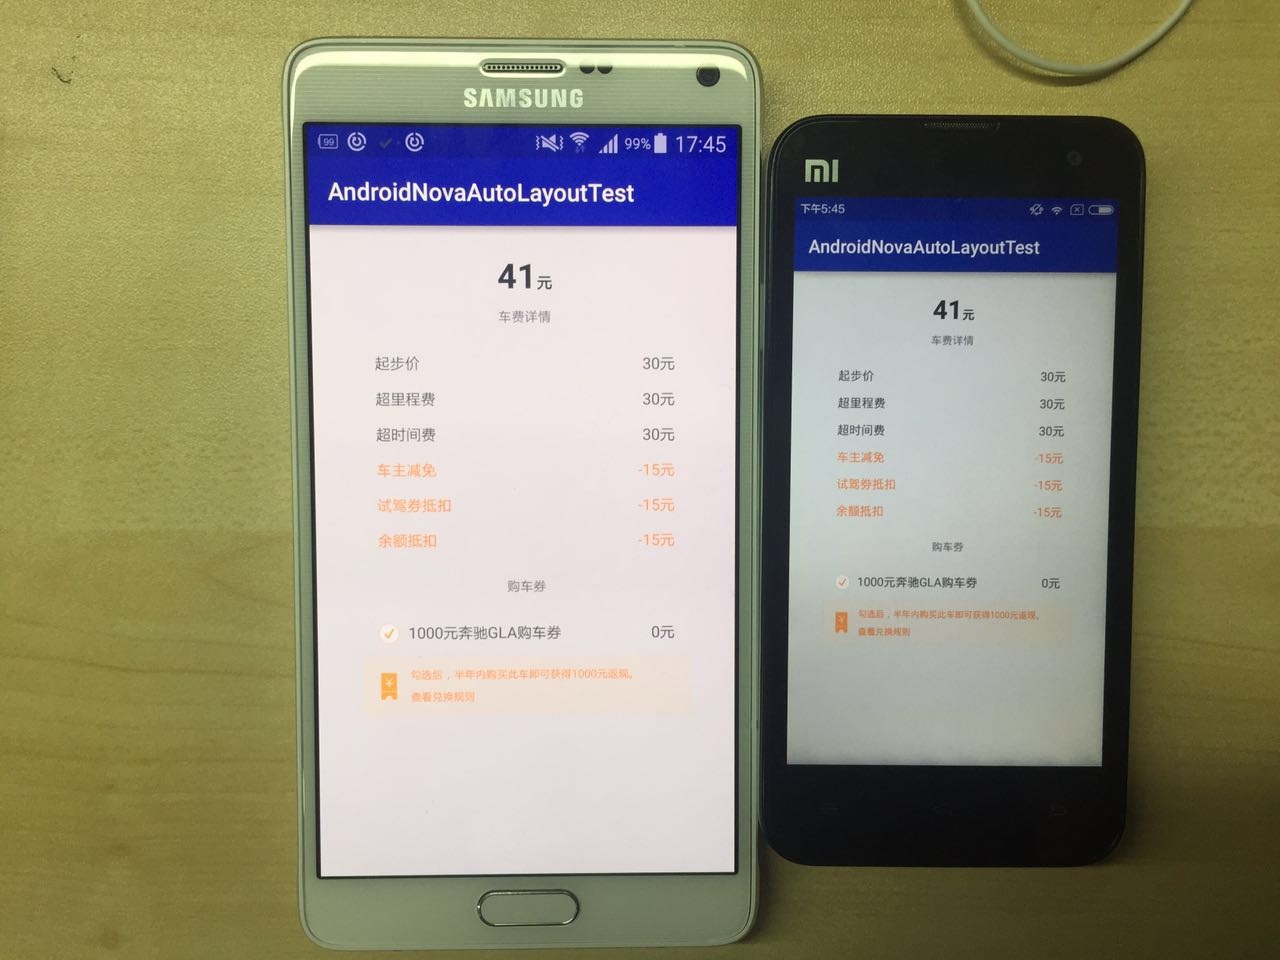 SAMSUNG
99
99%
17:45
AndroidNovaAutoLayoutTest
41元
车费详情
起步价 30元
超里程费 30元
超时间费 30元
车主减免 -15元
试驾券抵扣 -15元
余额抵扣 -15元
购车券
1000元奔驰GLA购车券 0元
¥
勾选后，半年内购买此车即可获得1000元返现。
查看兑换规则
MI
下午5:45
AndroidNovaAutoLayoutTest
41元
车费详情
起步价 30元
超里程费 30元
超时间费 30元
车主减免 -15元
试驾券抵扣 -15元
余额抵扣 -15元
购车券
1000元奔驰GLA购车券 0元
¥
勾选后，半年内购买此车即可获得1000元返现。
查看兑换规则